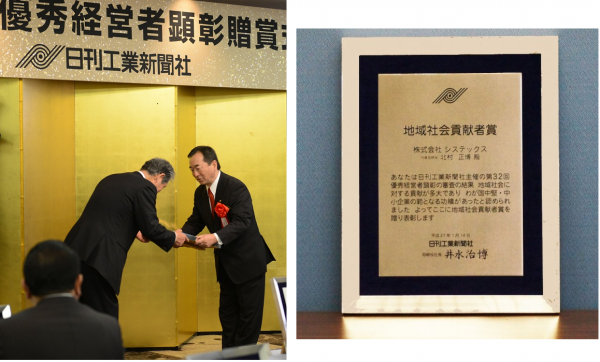 優秀経営者顕彰贈賞式
日刊工業新聞社
地域社会貢献者賞
株式会社 システックス
代表取締役 北村 正博 殿
あなたは日刊工業新聞社主催の第32回
優秀経営者顕彰の審査の結果 地域社会に
対する貢献が多大であり わが国中堅・中
小企業の範となる功績があったと認められ
ました よってここに地域社会貢献者賞を
贈り表彰します
日刊工業新聞社
井水治博